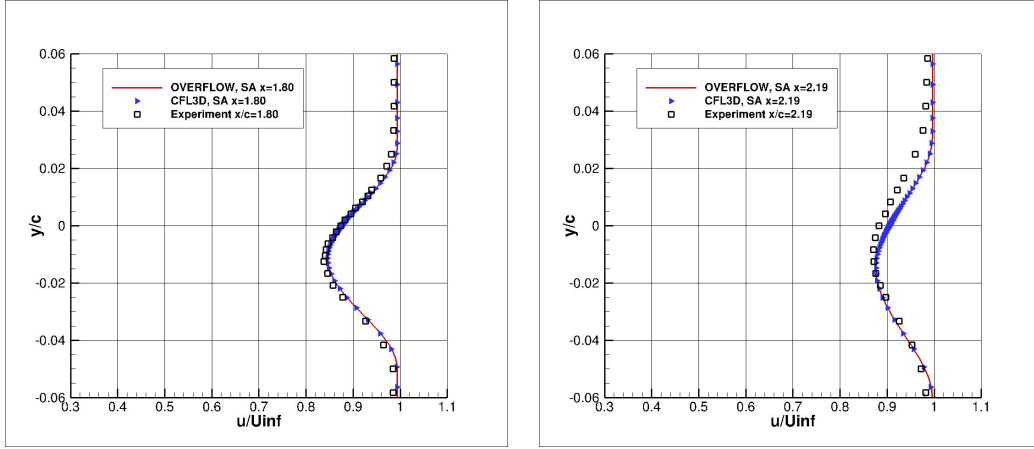 0.06
OVERFLOW, SA x=1.80
CFL3D, SA x=1.80
Experiment x/c=1.80
0.04
0.02
y/c
0
-0.02
-0.04
-0.06
0.3 0.4 0.5 0.6 0.7 0.8 0.9 1 1.1
u/Uinf
0.06
OVERFLOW, SA x=2.19
CFL3D, SA x=2.19
Experiment x/c=2.19
0.04
0.02
y/c
0
-0.02
-0.04
-0.06
0.3 0.4 0.5 0.6 0.7 0.8 0.9 1 1.1
u/Uinf